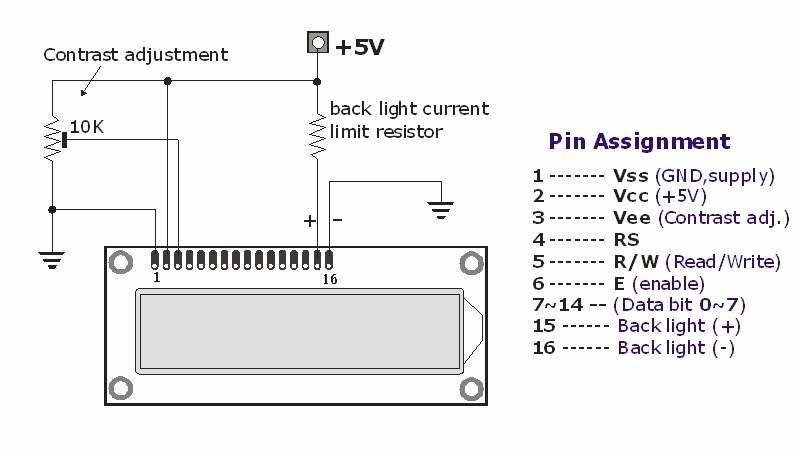 +5V
Contrast adjustment
back light current
limit resistor
10K
+ -
1
16
Pin Assignment
1 ------- Vss (GND,supply)
2 ------- Vcc (+5V)
3 ------- Vee (Contrast adj.)
4 ------- RS
5 ------- R/W (Read/Write)
6 ------- E (enable)
7~14 -- (Data bit 0~7)
15 ------ Back light (+)
16 ------ Back light (-)